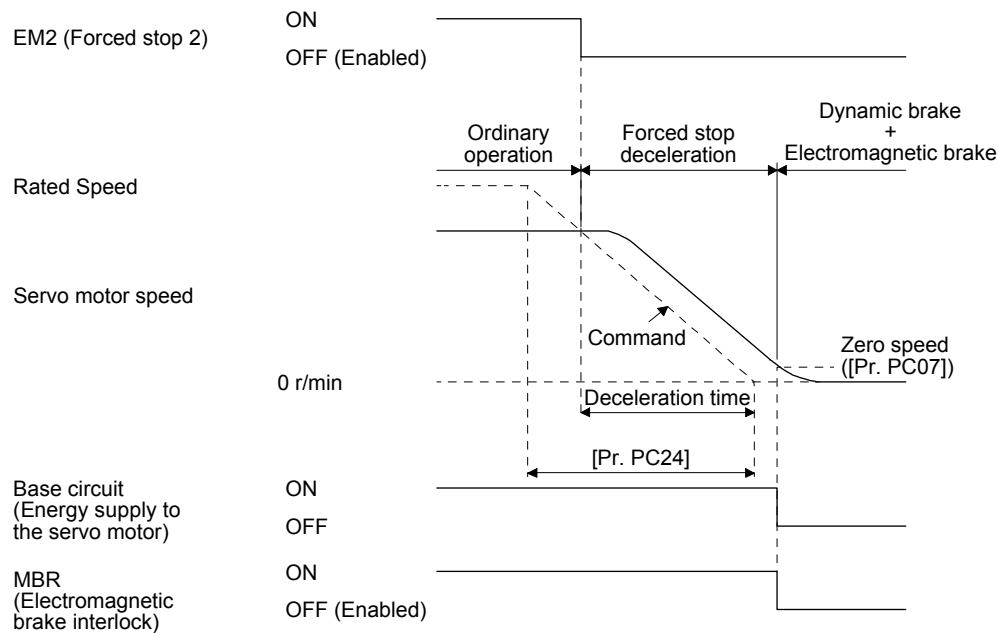 EM2 (Forced stop 2)
ON
OFF (Enabled)
Ordinary
operation
Forced stop
deceleration
Dynamic brake
+
Electromagnetic brake
Rated Speed
Servo motor speed
Command
Zero speed
([Pr. PC07])
0 r/min
Deceleration time
[Pr. PC24]
Base circuit
(Energy supply to
the servo motor)
ON
OFF
MBR
(Electromagnetic
brake interlock)
ON
OFF (Enabled)